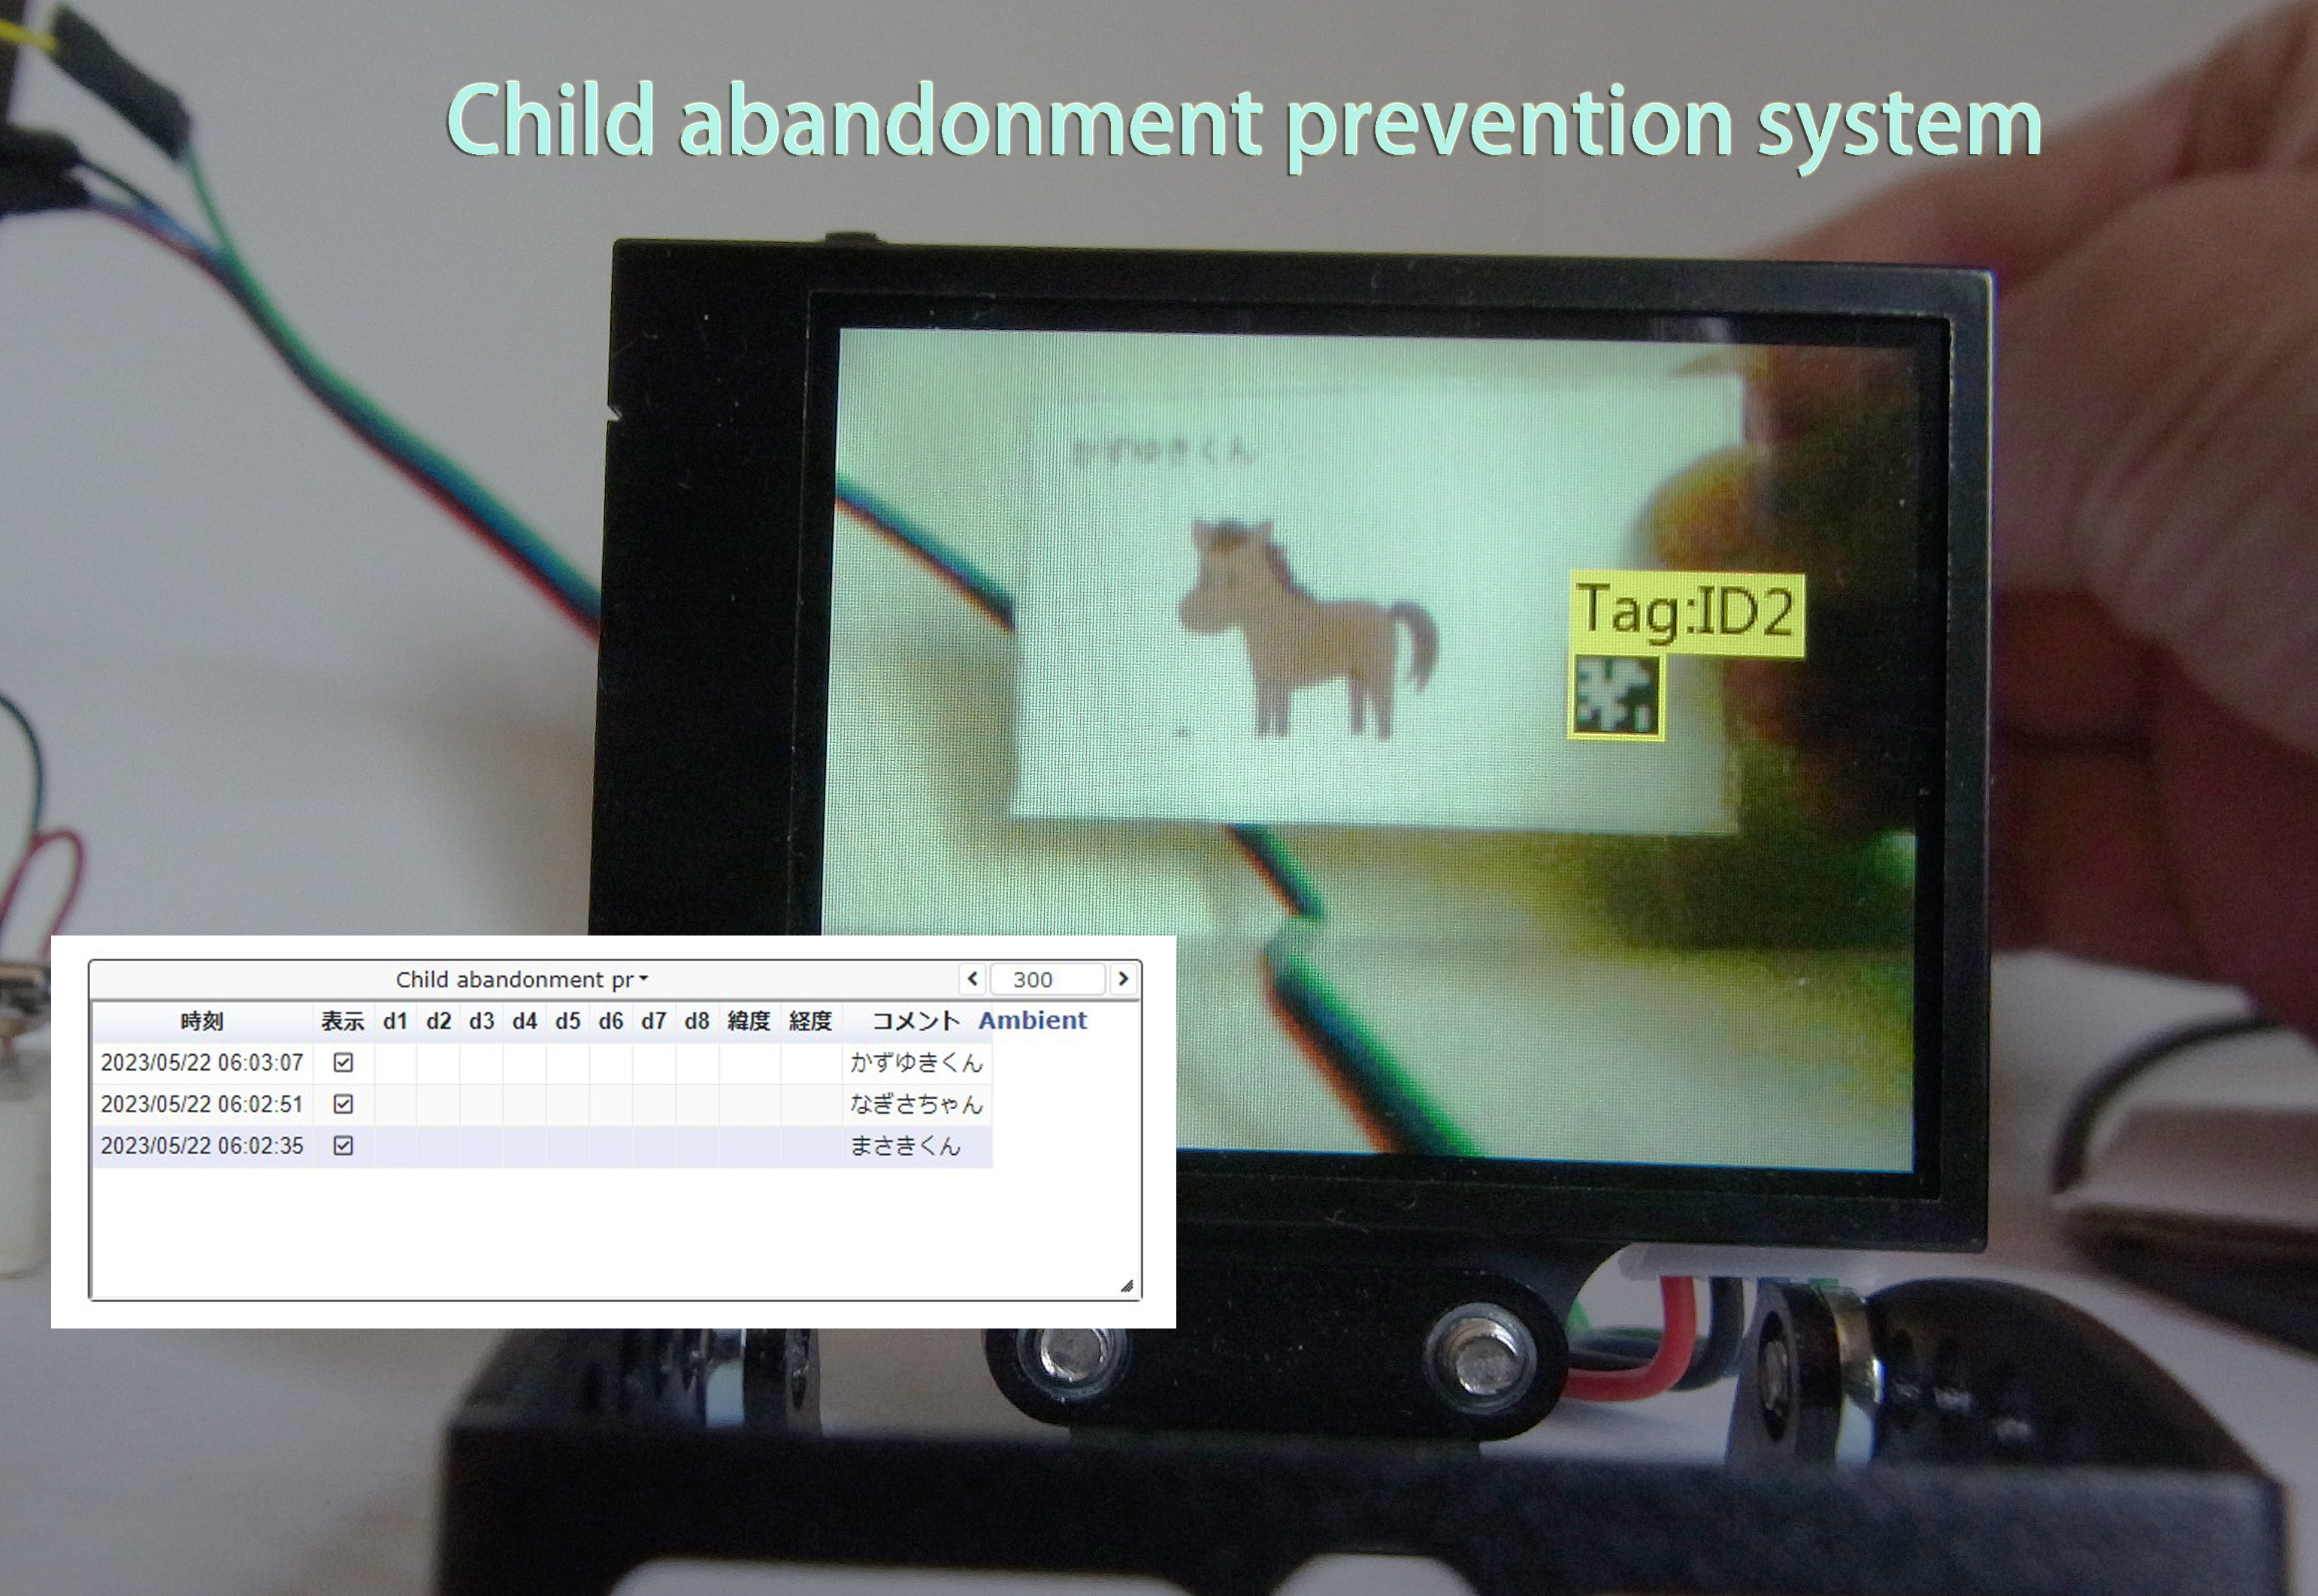 Child abandonment prevention system
かずゆきくん
Tag:ID2
Child abandonment pr
300
時刻 表示 d1 d2 d3 d4 d5 d6 d7 d8 緯度 経度 コメント Ambient
2023/05/22 06:03:07 かずゆきくん
2023/05/22 06:02:51 なぎさちゃん
2023/05/22 06:02:35 まさきくん